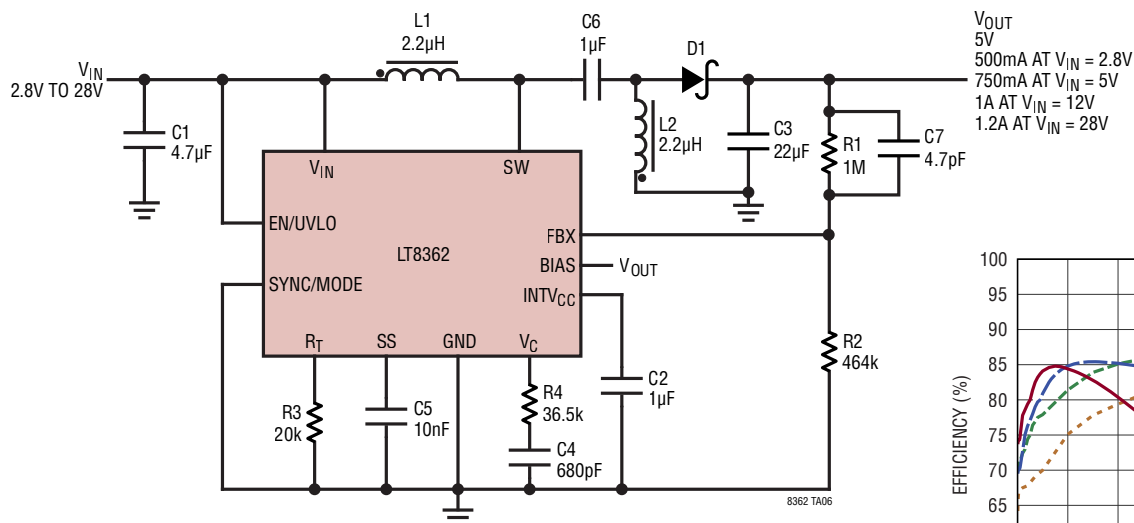 L1
2.2µH
C6
1µF
D1
VOUT
5V
500mA AT VIN = 2.8V
750mA AT VIN = 5V
1A AT VIN = 12V
1.2A AT VIN = 28V
VIN
2.8V TO 28V
C1
4.7µF
L2
2.2µH
C3
22µF
R1
1M
C7
4.7pF
VIN
SW
EN/UVLO
LT8362
FBX
BIAS
VOUT
SYNC/MODE
INTVCC
RT
SS
GND
VC
R2
464k
R3
20k
C5
10nF
R4
36.5k
C4
680pF
C2
1µF
8362 TA06
100
95
90
85
80
75
70
65
EFFICIENCY (%)